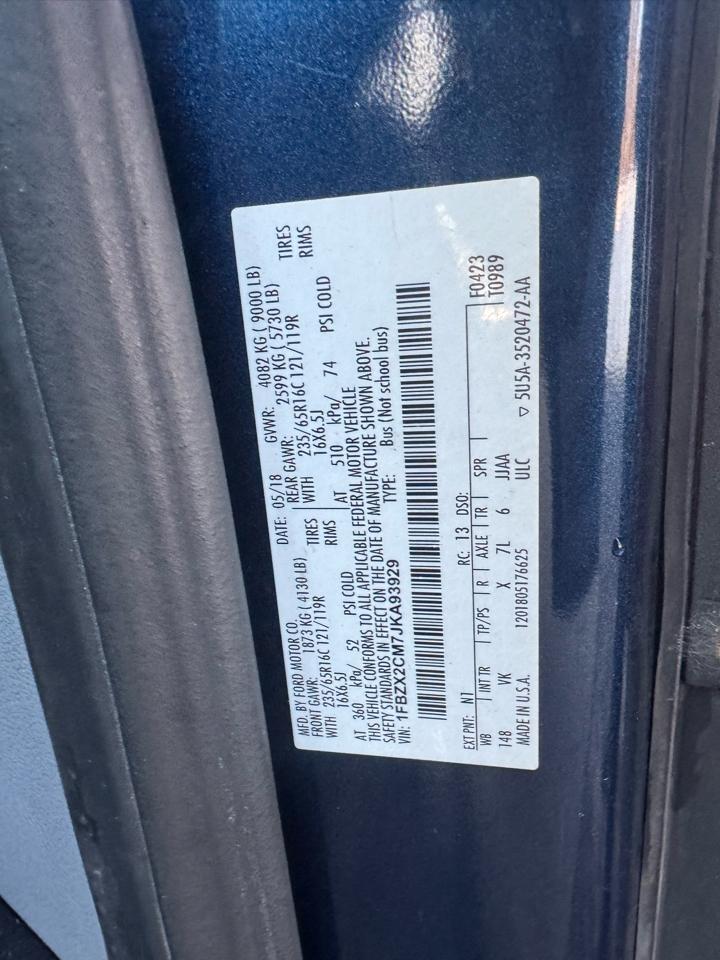 MFD. BY FORD MOTOR CO.
DATE: 05/18 GVWR: 4082 KG ( 9000 LB)
FRONT GAWR: 1873 KG ( 4130 LB)
REAR GAWR: 2599 KG ( 5730 LB)
WITH 235/65R16C 121/119R TIRES
WITH 235/65R16C 121/119R TIRES
16X6.5J RIMS
16X6.5J RIMS
AT 360 kPa/ 52 PSI COLD
AT 510 kPa/ 74 PSI COLD
THIS VEHICLE CONFORMS TO ALL APPLICABLE FEDERAL MOTOR VEHICLE
SAFETY STANDARDS IN EFFECT ON THE DATE OF MANUFACTURE SHOWN ABOVE.
VIN: 1FBZX2CM7JKA93929 TYPE: Bus (Not school bus)
EXT PNT: N1 RC: 13 DSO: F0423
WB INT TR TP/PS R AXLE TR SPR T0989
148 VK X 7L 6 JJAA
MADE IN U.S.A. 1201805176625 ULC ▽ 5U5A-3520472-AA